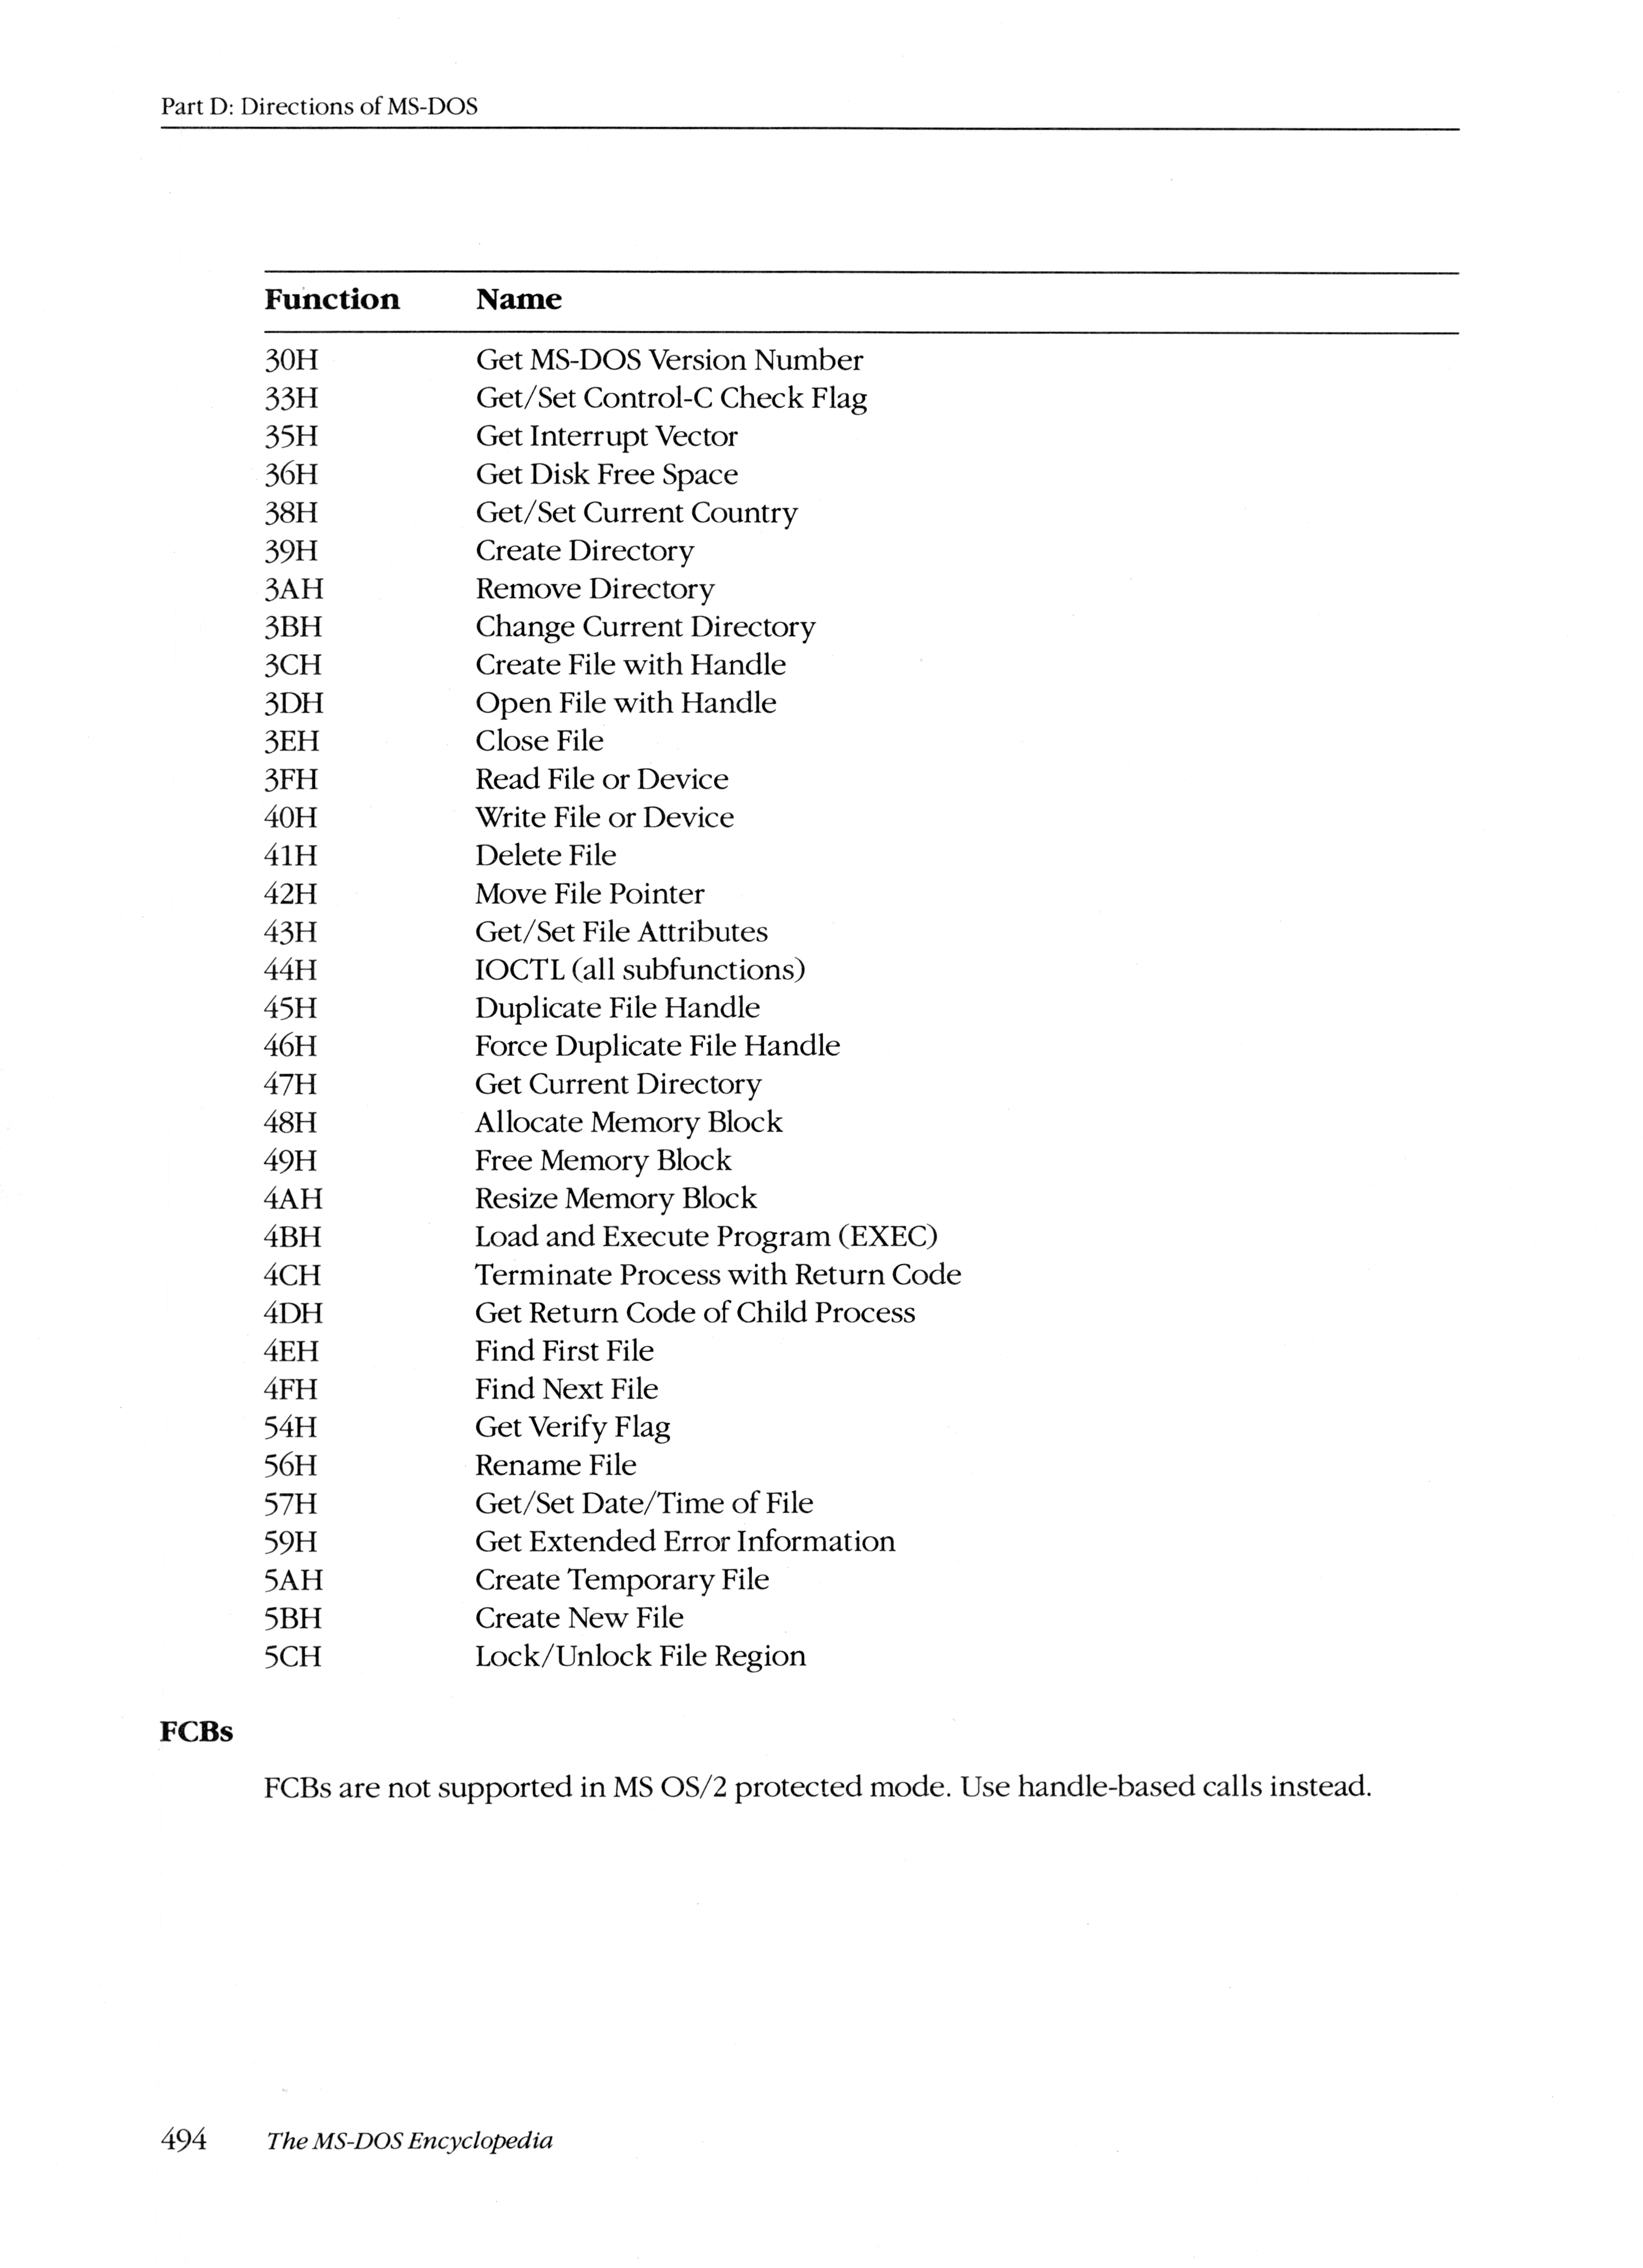 Part D: Directions of MS-DOS
Function Name
30H Get MS-DOS Version Number
33H Get/Set Control-C Check Flag
35H Get Interrupt Vector
36H Get Disk Free Space
38H Get/Set Current Country
39H Create Directory
3AH Remove Directory
3BH Change Current Directory
3CH Create File with Handle
3DH Open File with Handle
3EH Close File
3FH Read File or Device
40H Write File or Device
41H Delete File
42H Move File Pointer
43H Get/Set File Attributes
44H IOCTL (all subfunctions)
45H Duplicate File Handle
46H Force Duplicate File Handle
47H Get Current Directory
48H Allocate Memory Block
49H Free Memory Block
4AH Resize Memory Block
4BH Load and Execute Program (EXEC)
4CH Terminate Process with Return Code
4DH Get Return Code of Child Process
4EH Find First File
4FH Find Next File
54H Get Verify Flag
56H Rename File
57H Get/Set Date/Time of File
59H Get Extended Error Information
5AH Create Temporary File
5BH Create New File
5CH Lock/Unlock File Region
FCBs
FCBs are not supported in MS OS/2 protected mode. Use handle-based calls instead.
494 The MS-DOS Encyclopedia